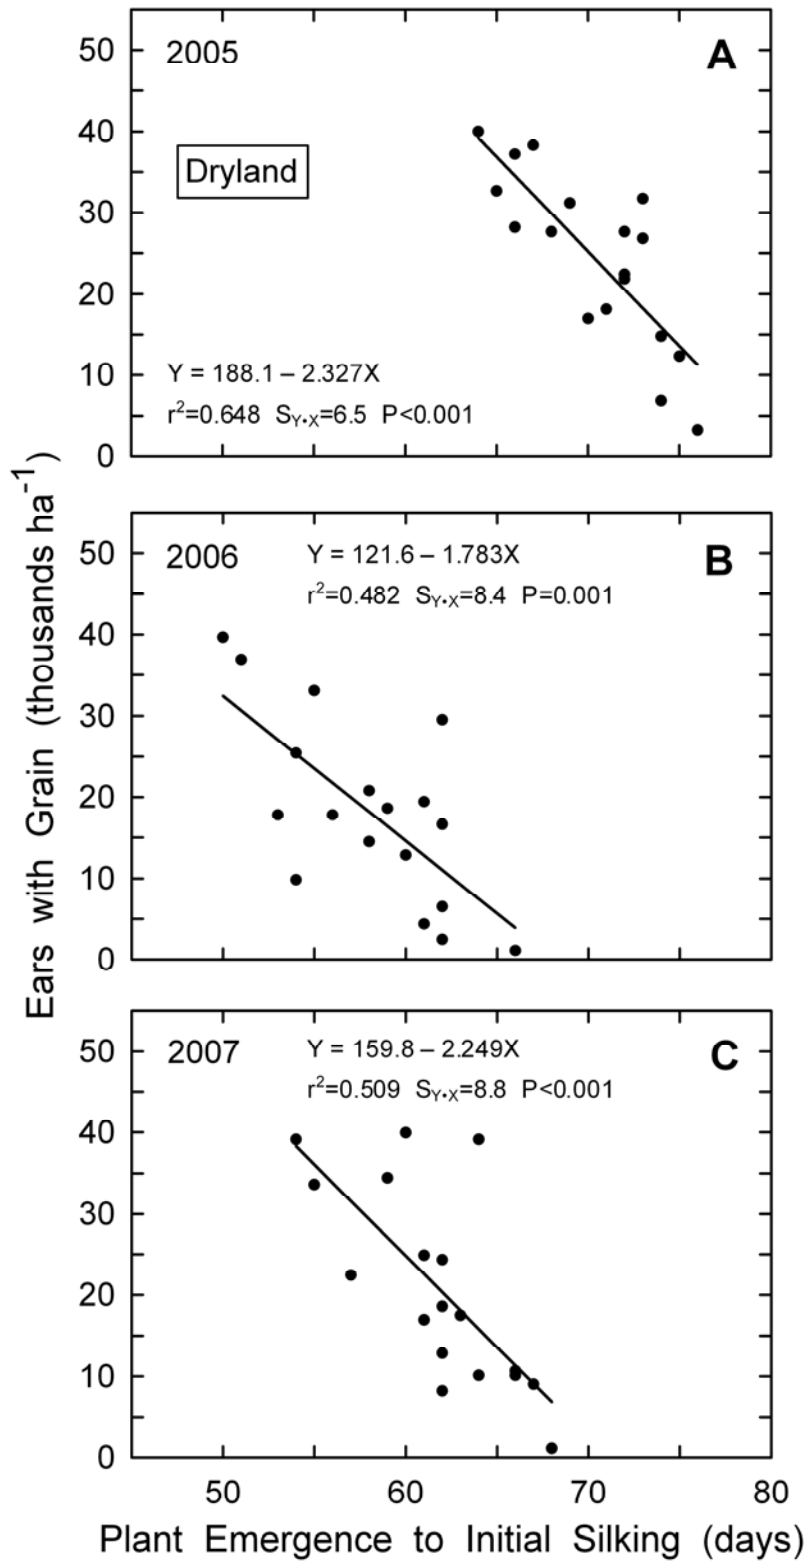 2005
A
50
40
Dryland
30
20
10
Y = 188.1 – 2.327X
r²=0.648 S_Y•X=6.5 P<0.001
0
Ears with Grain (thousands ha⁻¹)
2006
Y = 121.6 – 1.783X
B
r²=0.482 S_Y•X=8.4 P=0.001
50
40
30
20
10
0
2007
Y = 159.8 – 2.249X
C
r²=0.509 S_Y•X=8.8 P<0.001
50
40
30
20
10
0
50 60 70 80
Plant Emergence to Initial Silking (days)